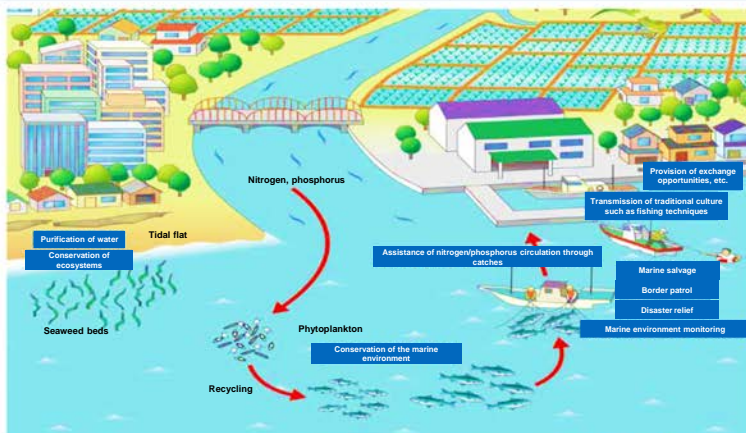 Provision of exchange
opportunities, etc.
Nitrogen, phosphorus
Transmission of traditional culture
such as fishing techniques
Tidal flat
Purification of water
Conservation of
ecosystems
Assistance of nitrogen/phosphorus circulation through
catches
Marine salvage
Border patrol
Disaster relief
Marine environment monitoring
Seaweed beds
Phytoplankton
Conservation of the marine
environment
Recycling